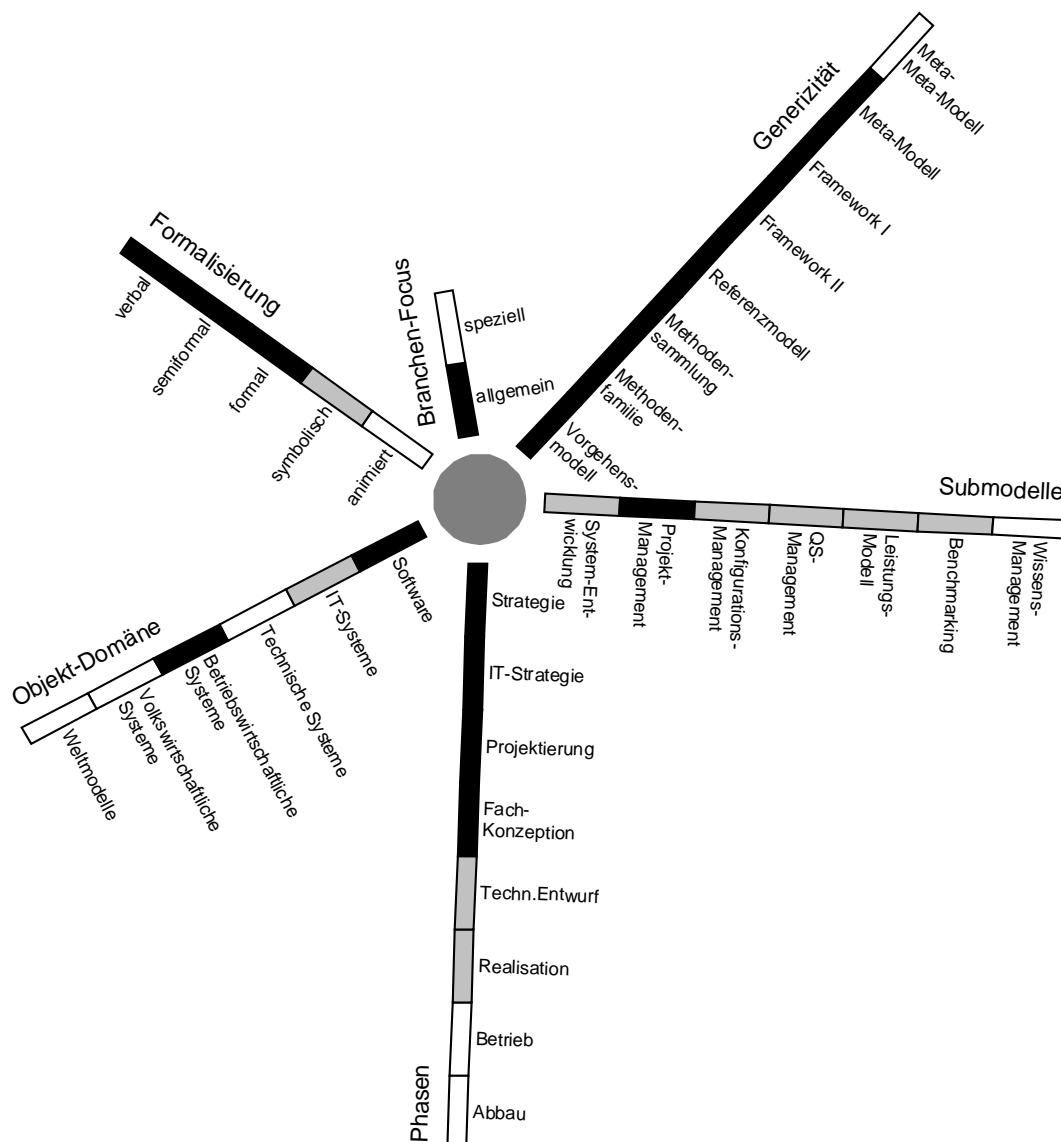 Generizität
Meta-
Meta-Modell
Meta-Modell
Framework I
Framework II
Referenzmodell
Methoden-
sammlung
Methoden-
familie
Vorgehens-
modell
Formalisierung
verbal
semiformal
formal
symbolisch
animiert
Branchen-Focus
speziell
allgemein
Submodelle
System-Ent-
wicklung
Projekt-
Management
Konfigurations-
Management
QS-
Management
Leistungs-
Modell
Benchmarking
Wissens-
Management
Objekt-Domäne
Software
IT-Systeme
Technische Systeme
Betriebswirtschaftliche
Systeme
Volkswirtschaftliche
Systeme
Weltmodelle
Phasen
Strategie
IT-Strategie
Projektierung
Fach-
Konzeption
Techn.Entwurf
Realisation
Betrieb
Abbau